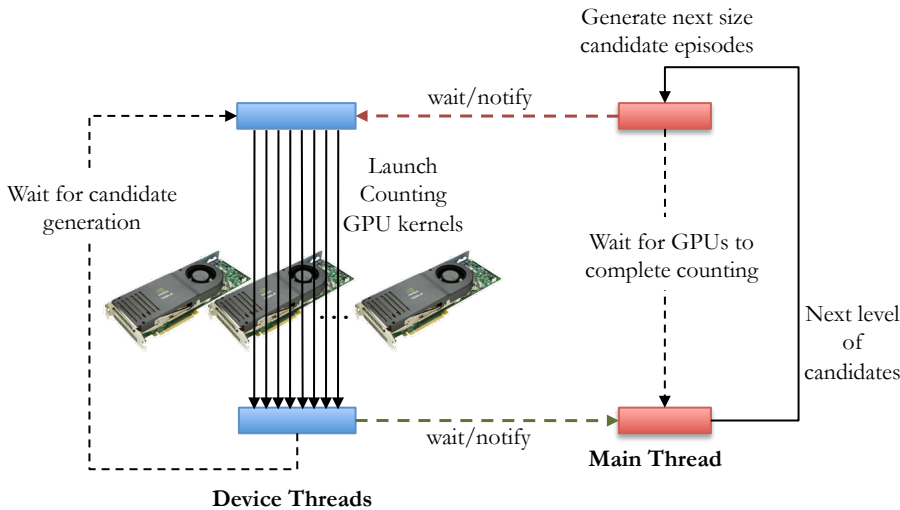 Generate next size
candidate episodes
wait/notify
Launch
Counting
GPU kernels
Wait for candidate
generation
Wait for GPUs to
complete counting
. . .
Next level
of
candidates
wait/notify
Main Thread
Device Threads